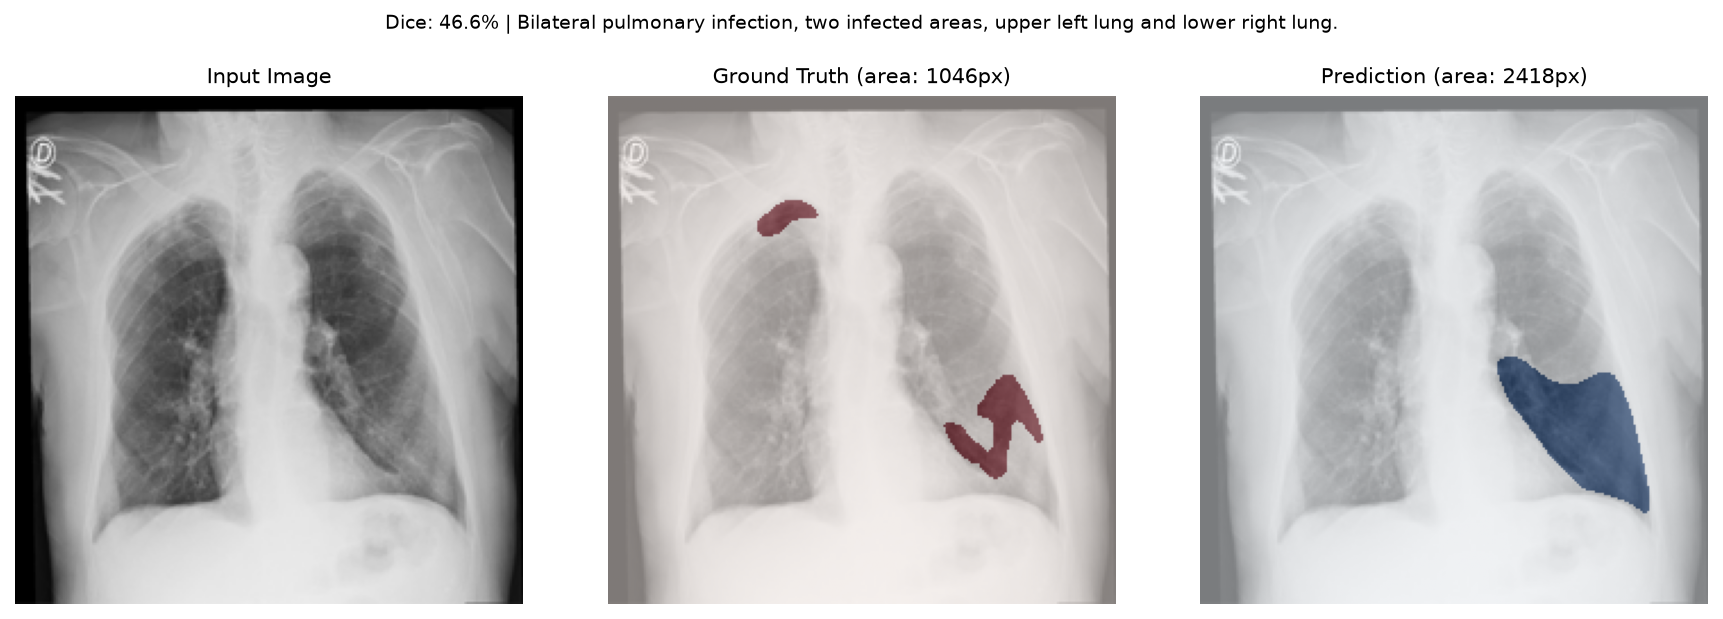 Dice: 46.6% | Bilateral pulmonary infection, two infected areas, upper left lung and lower right lung.
Input Image
Ground Truth (area: 1046px)
Prediction (area: 2418px)
D
D
D